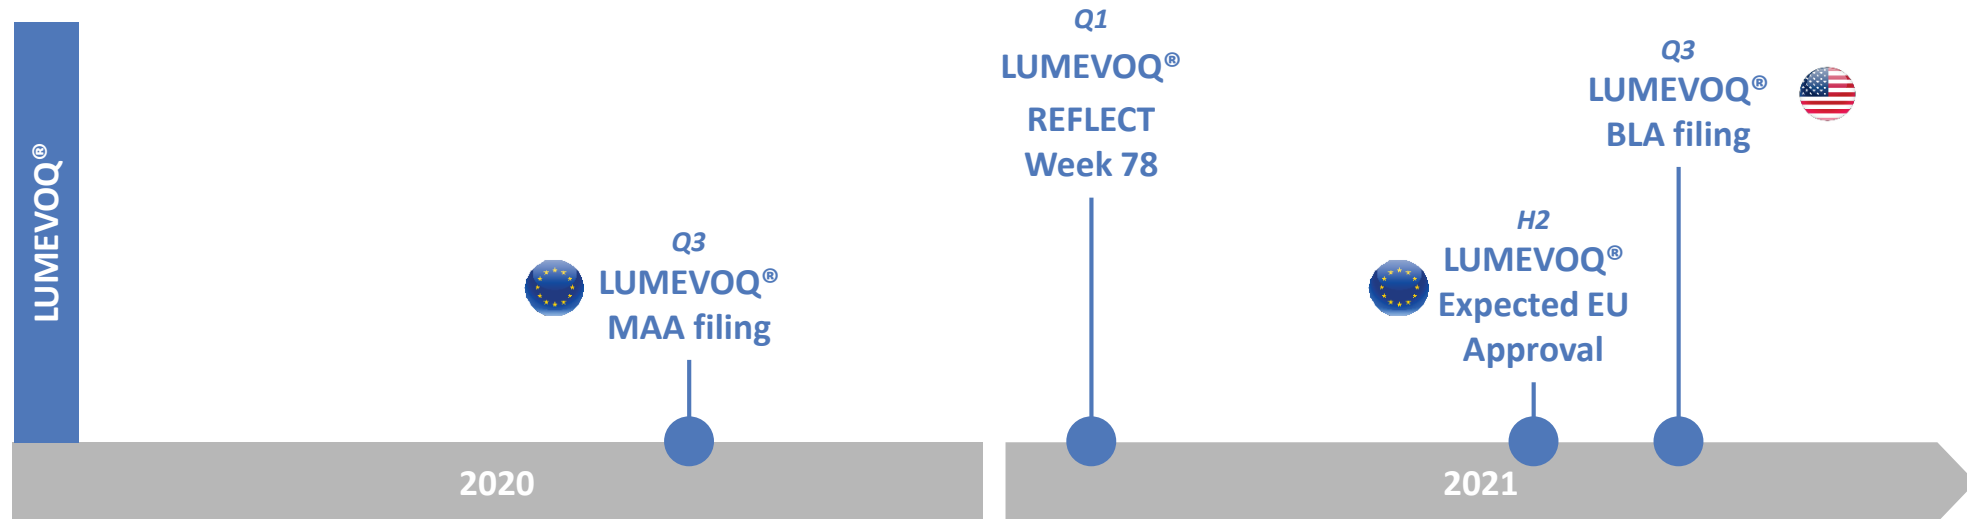 LUMEVOQ®
Q3
LUMEVOQ®
MAA filing
Q1
LUMEVOQ®
REFLECT
Week 78
H2
LUMEVOQ®
Expected EU
Approval
Q3
LUMEVOQ®
BLA filing
2020
2021